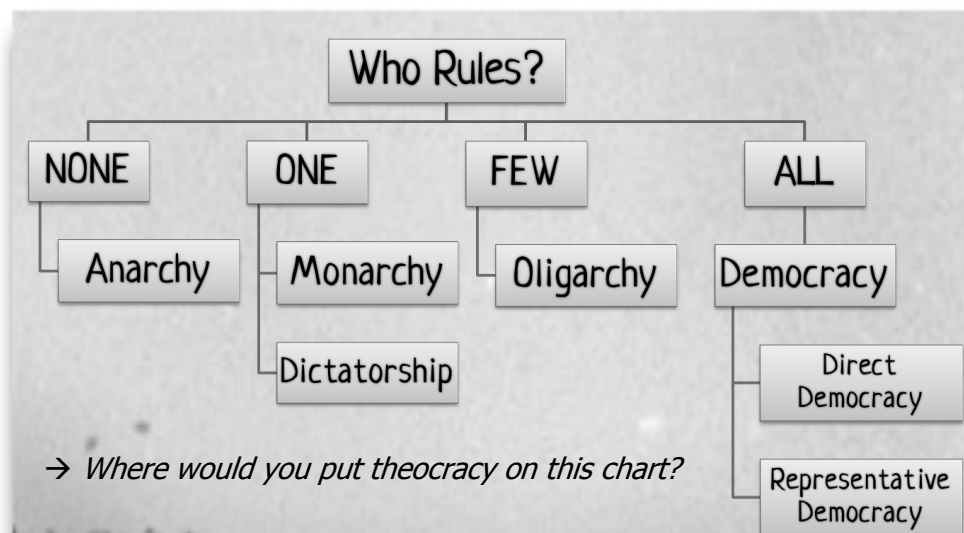 Who Rules?
NONE
ONE
FEW
ALL
Anarchy
Monarchy
Oligarchy
Democracy
Dictatorship
Direct
Democracy
→ Where would you put theocracy on this chart?
Representative
Democracy